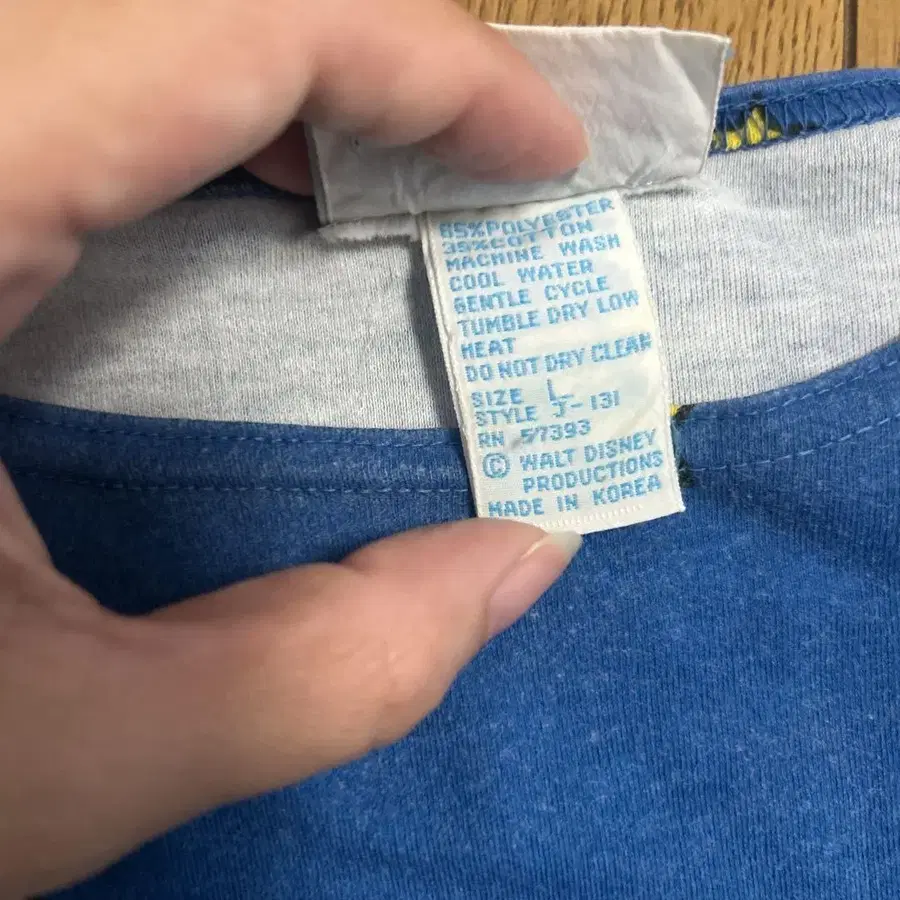 65%POLYESTER
35%COTTON
MACHINE WASH
COOL WATER
GENTLE CYCLE
TUMBLE DRY LOW
HEAT
DO NOT DRY CLEAN
SIZE L
STYLE J-131
RN 57393
© WALT DISNEY
PRODUCTIONS
MADE IN KOREA